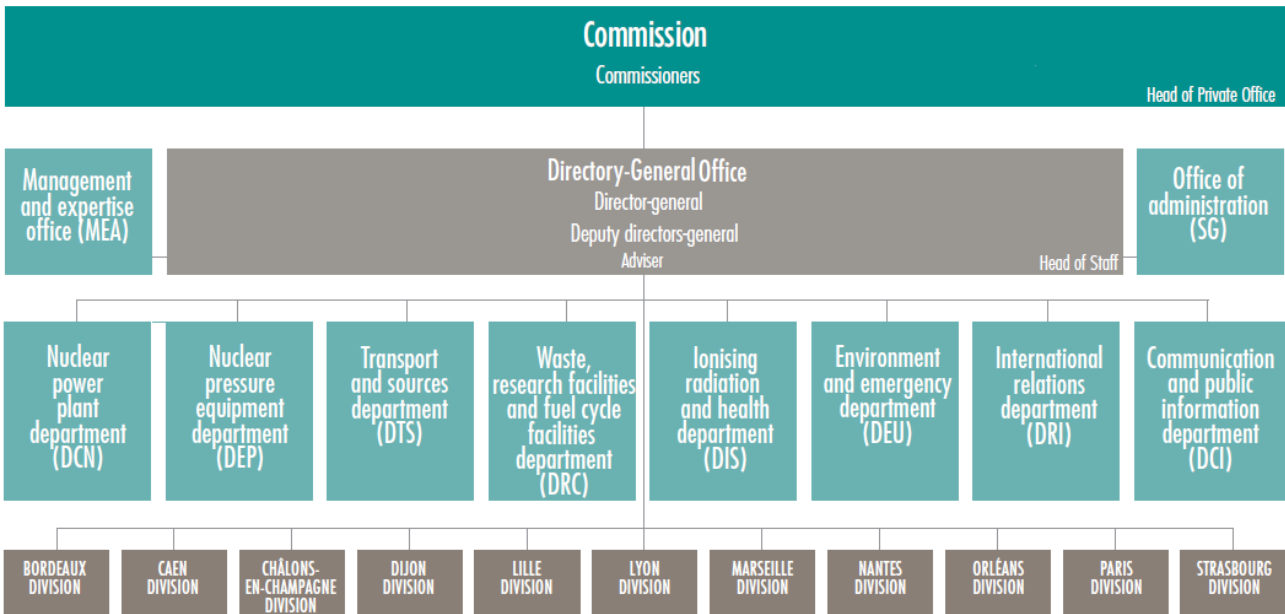 Commission
Commissioners
Head of Private Office
Management
and expertise
office (MEA)
Directory-General Office
Director-general
Deputy directors-general
Adviser
Head of Staff
Office of
administration
(SG)
Nuclear
power
plant
department
(DCN)
Nuclear
pressure
equipment
department
(DEP)
Transport
and sources
department
(DTS)
Waste,
research facilities
and fuel cycle
facilities
department
(DRC)
Ionising
radiation
and health
department
(DIS)
Environment
and emergency
department
(DEU)
International
relations
department
(DRI)
Communication
and public
information
department
(DCI)
BORDEAUX
DIVISION
CAEN
DIVISION
CHÂLONS-
EN-CHAMPAGNE
DIVISION
DIJON
DIVISION
LILLE
DIVISION
LYON
DIVISION
MARSEILLE
DIVISION
NANTES
DIVISION
ORLÉANS
DIVISION
PARIS
DIVISION
STRASBOURG
DIVISION